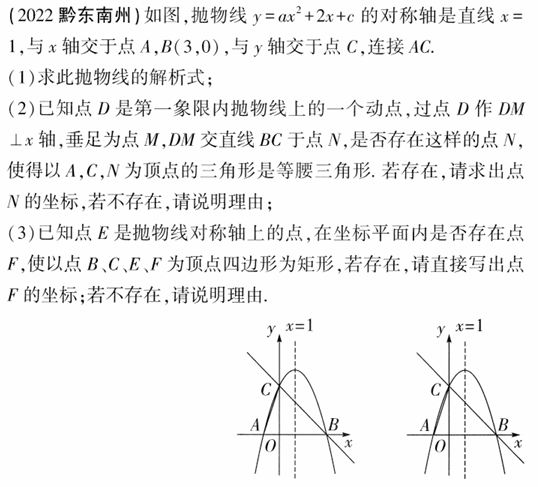 (2022 黔东南州)如图,抛物线 y=ax²+2x+c 的对称轴是直线 x=
1,与 x 轴交于点 A,B(3,0),与 y 轴交于点 C,连接 AC.
(1)求此抛物线的解析式;
(2)已知点 D 是第一象限内抛物线上的一个动点,过点 D 作 DM
⊥x 轴,垂足为点 M,DM 交直线 BC 于点 N,是否存在这样的点 N,
使得以 A,C,N 为顶点的三角形是等腰三角形. 若存在,请求出点
N 的坐标,若不存在,请说明理由;
(3)已知点 E 是抛物线对称轴上的点,在坐标平面内是否存在点
F,使以点 B、C、E、F 为顶点四边形为矩形,若存在,请直接写出点
F 的坐标;若不存在,请说明理由.
y x=1
C
A B
O x
y x=1
C
A B
O x